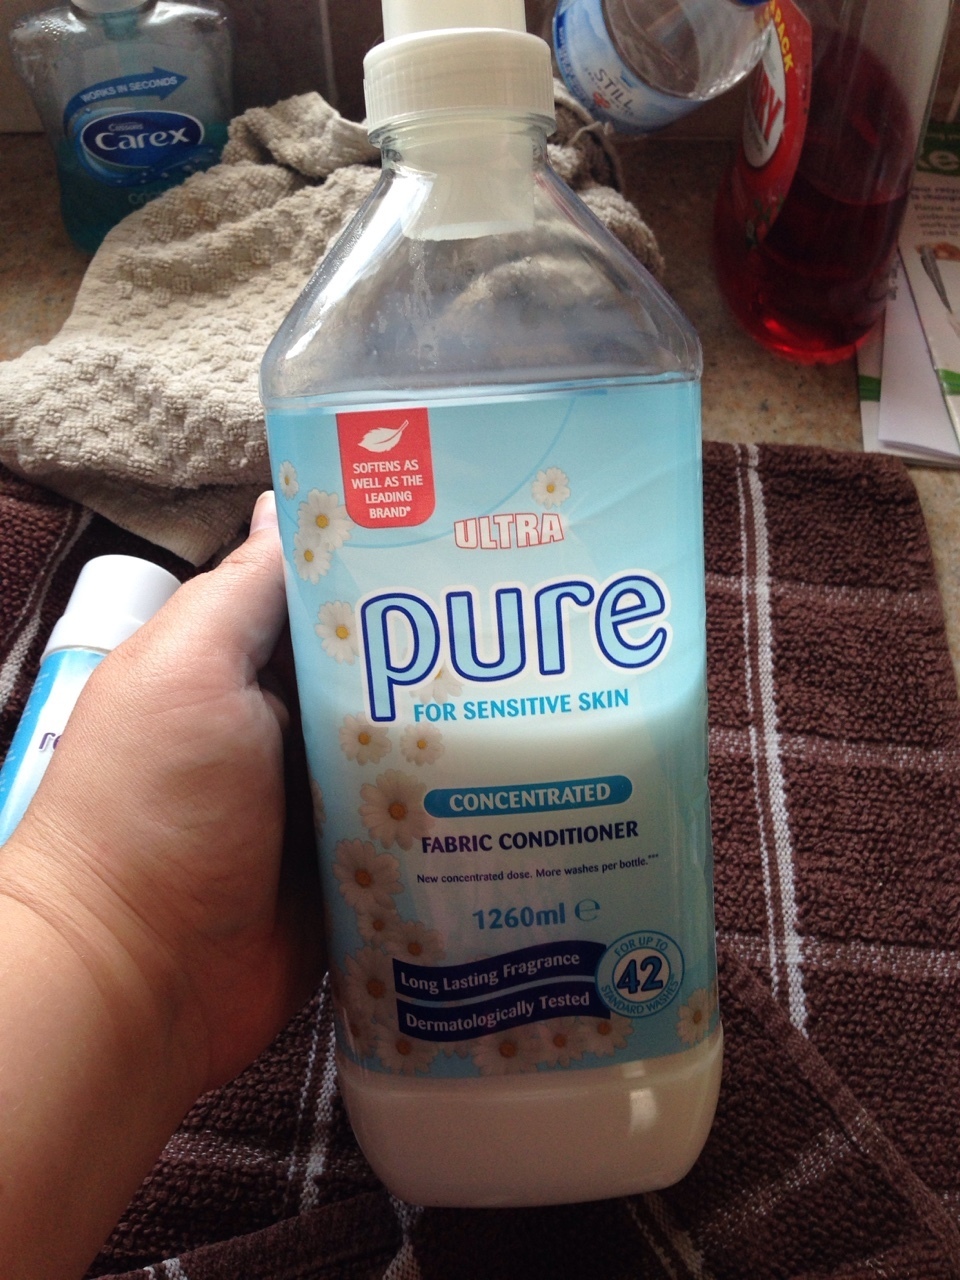 WORKS IN SECONDS
Carex
STILL
PACK
SOFTENS AS
WELL AS THE
LEADING
BRAND*
ULTRA
pure
FOR SENSITIVE SKIN
CONCENTRATED
FABRIC CONDITIONER
New concentrated dose. More washes per bottle.***
1260ml ℮
Long Lasting Fragrance
Dermatologically Tested
FOR UP TO
42
STANDARD WASHES